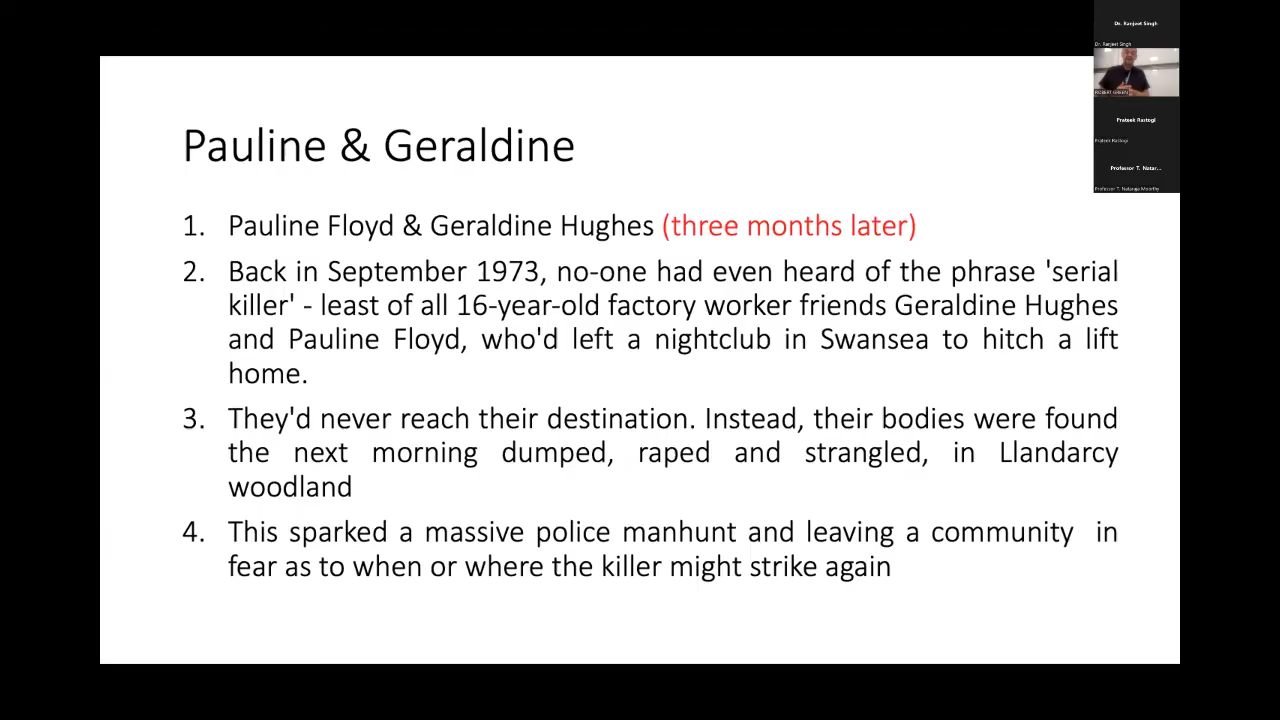 Dr. Ranjeet Singh
Dr. Ranjeet Singh
ROBERT GREEN
Prateek Rastogi
Prateek Rastogi
Professor T. Natar...
Professor T. Nataraja Moorthy
Pauline & Geraldine
1. Pauline Floyd & Geraldine Hughes (three months later)
2. Back in September 1973, no-one had even heard of the phrase 'serial
killer' - least of all 16-year-old factory worker friends Geraldine Hughes
and Pauline Floyd, who'd left a nightclub in Swansea to hitch a lift
home.
3. They'd never reach their destination. Instead, their bodies were found
the next morning dumped, raped and strangled, in Llandarcy
woodland
4. This sparked a massive police manhunt and leaving a community in
fear as to when or where the killer might strike again